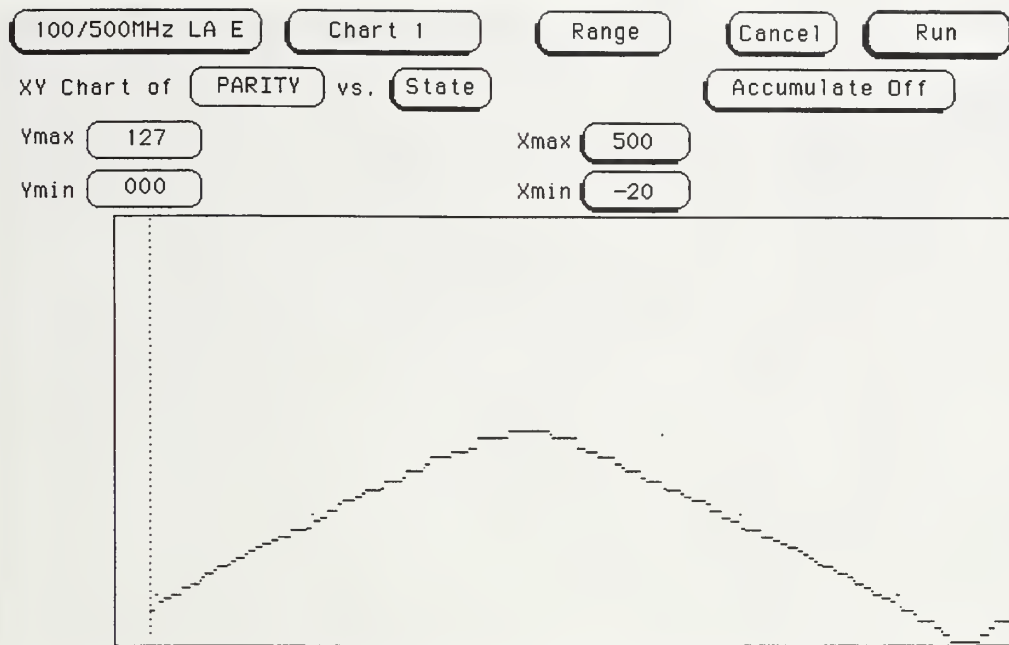 100/500MHz LA E Chart 1 Range Cancel Run
XY Chart of PARITY vs. State Accumulate Off
Ymax 127 Xmax 500
Ymin 000 Xmin -20